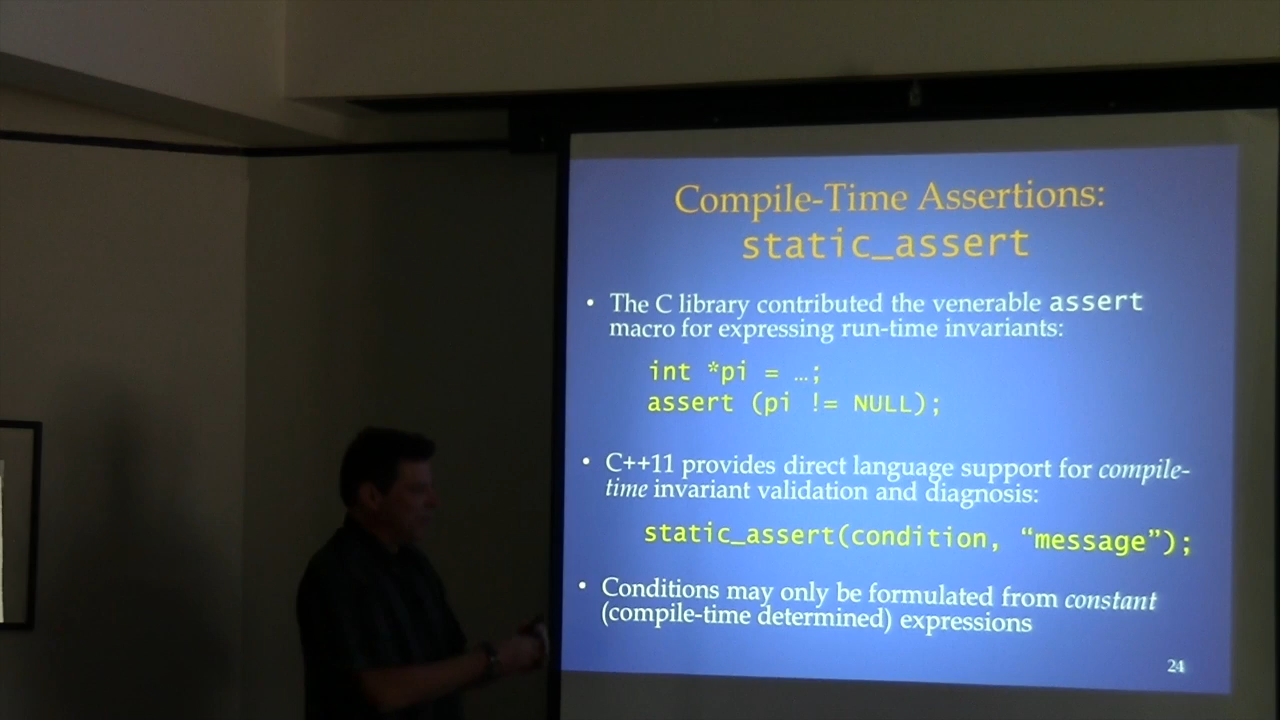 Compile-Time Assertions:
static_assert
• The C library contributed the venerable assert
macro for expressing run-time invariants:
int *pi = …;
assert (pi != NULL);
• C++11 provides direct language support for compile-
time invariant validation and diagnosis:
static_assert(condition, “message”);
• Conditions may only be formulated from constant
(compile-time determined) expressions
24